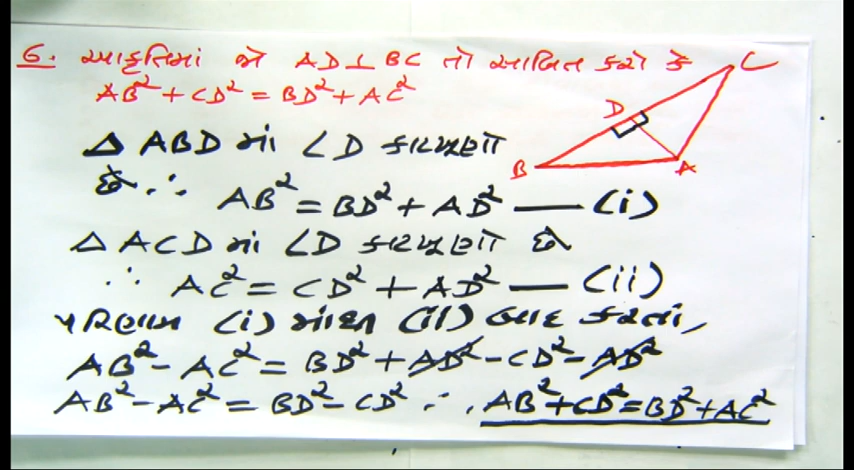 6. આકૃતિમાં જો AD⊥BC તો સાબિત કરો કે
AB² + CD² = BD² + AC²
C
D
B
A
△ ABD માં ∠D કાટખૂણો
છે. ∴ AB² = BD² + AD² — (i)
△ ACD માં ∠D કાટખૂણો છે
∴ AC² = CD² + AD² — (ii)
પરિણામ (i) માંથી (ii) બાદ કરતાં,
AB² - AC² = BD² + AD² - CD² - AD²
AB² - AC² = BD² - CD² ∴ AB² + CD² = BD² + AC²